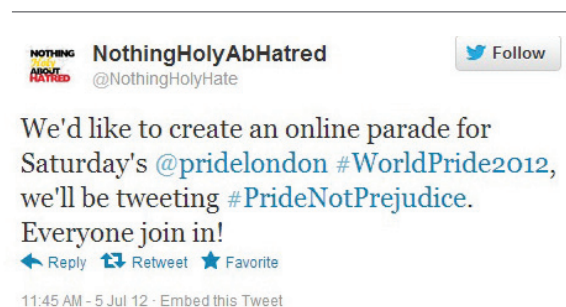 NOTHING
Holy
ABOUT
HATRED
NothingHolyAbHatred
@NothingHolyHate
Follow
We'd like to create an online parade for
Saturday's @pridelondon #WorldPride2012,
we'll be tweeting #PrideNotPrejudice.
Everyone join in!
Reply Retweet Favorite
11:45 AM - 5 Jul 12 · Embed this Tweet